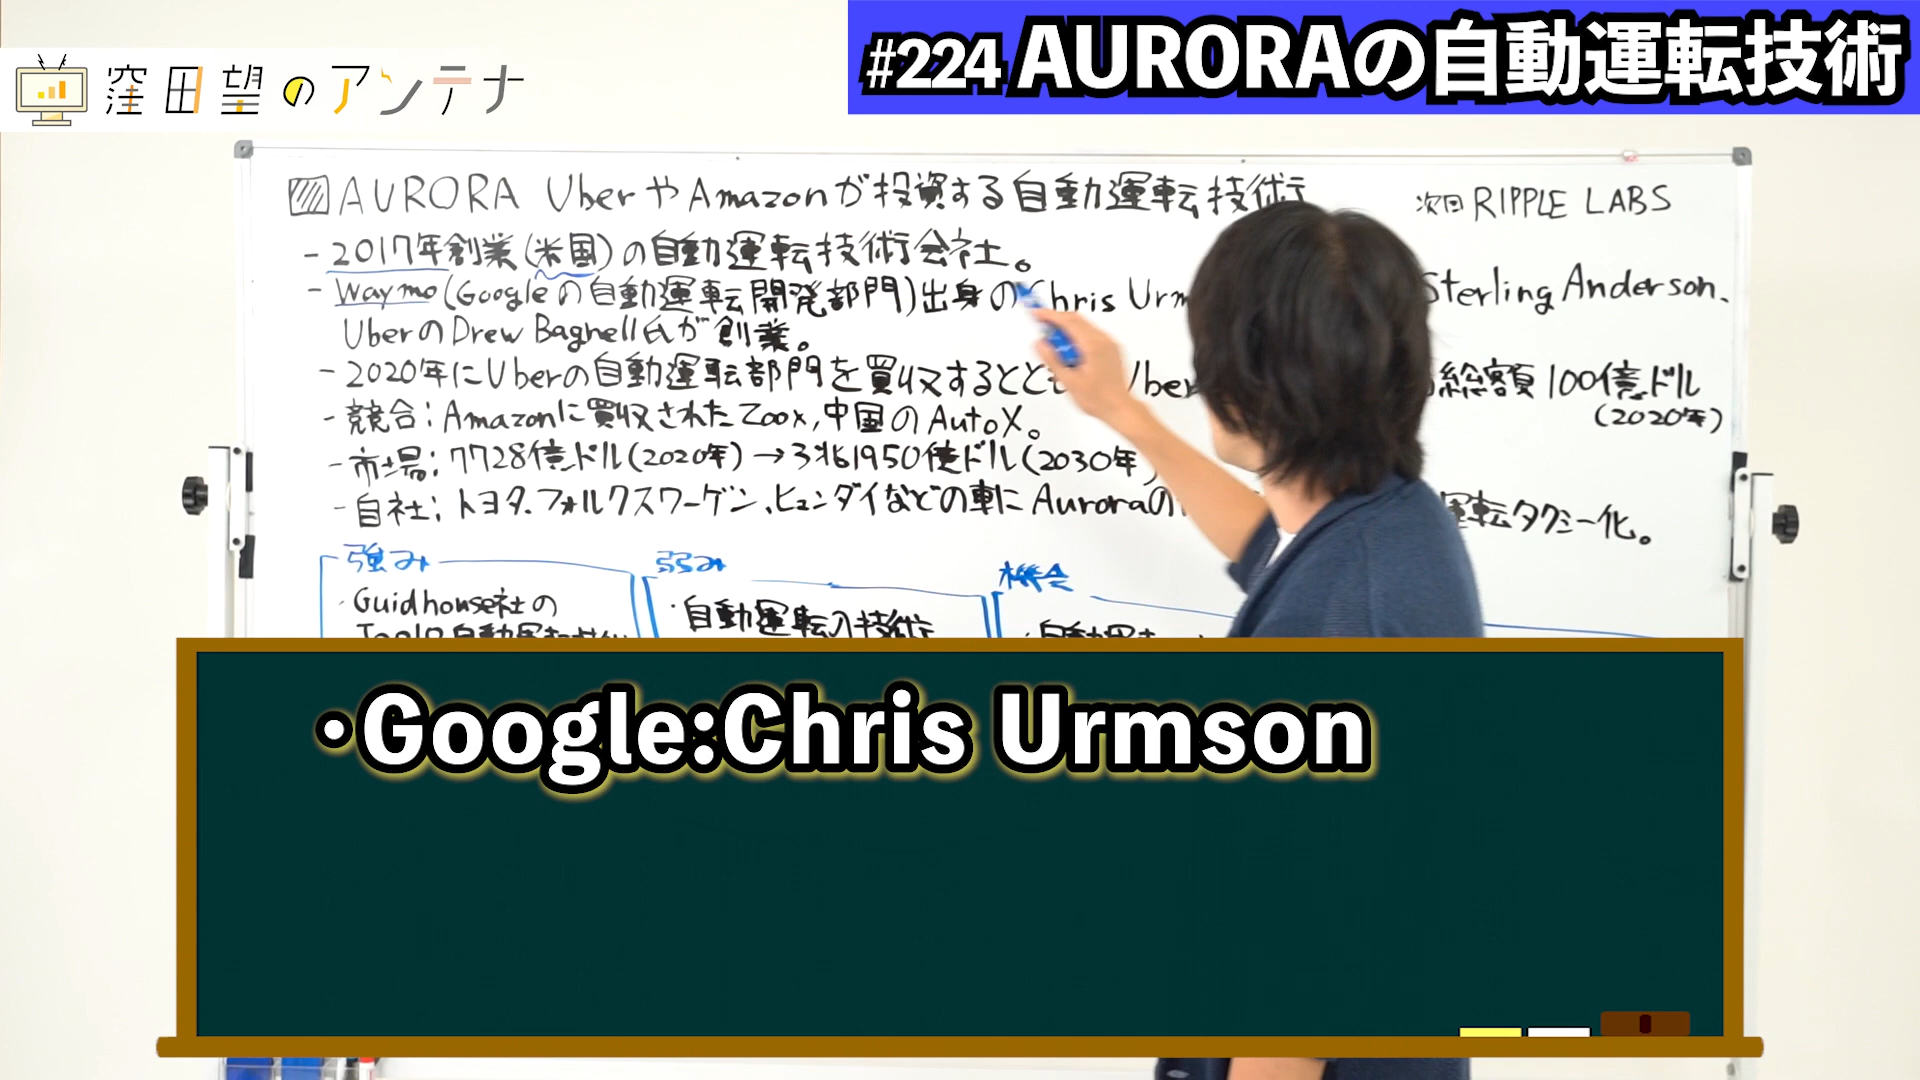 窪田望のアンテナ
#224 AURORAの自動運転技術
AURORA UberやAmazonが投資する自動運転技術
次回 RIPPLE LABS
- 2017年創業(米国)の自動運転技術会社。
- Waymo(Googleの自動運転開発部門)出身のChris Urm Sterling Anderson、
UberのDrew Bagnell氏が創業。
- 2020年にUberの自動運転部門を買収するととも Uber 総額100億ドル
(2020年)
- 競合:Amazonに買収されたZoox,中国のAutoX。
- 市場:7728億ドル(2020年)→3兆1950億ドル(2030年)
- 自社:トヨタ、フォルクスワーゲン、ヒュンダイなどの車にAuroraの 運転タクシー化。
強み
弱み
機会
・Guidhouse社の
・自動運転の技術
・Google:Chris Urmson